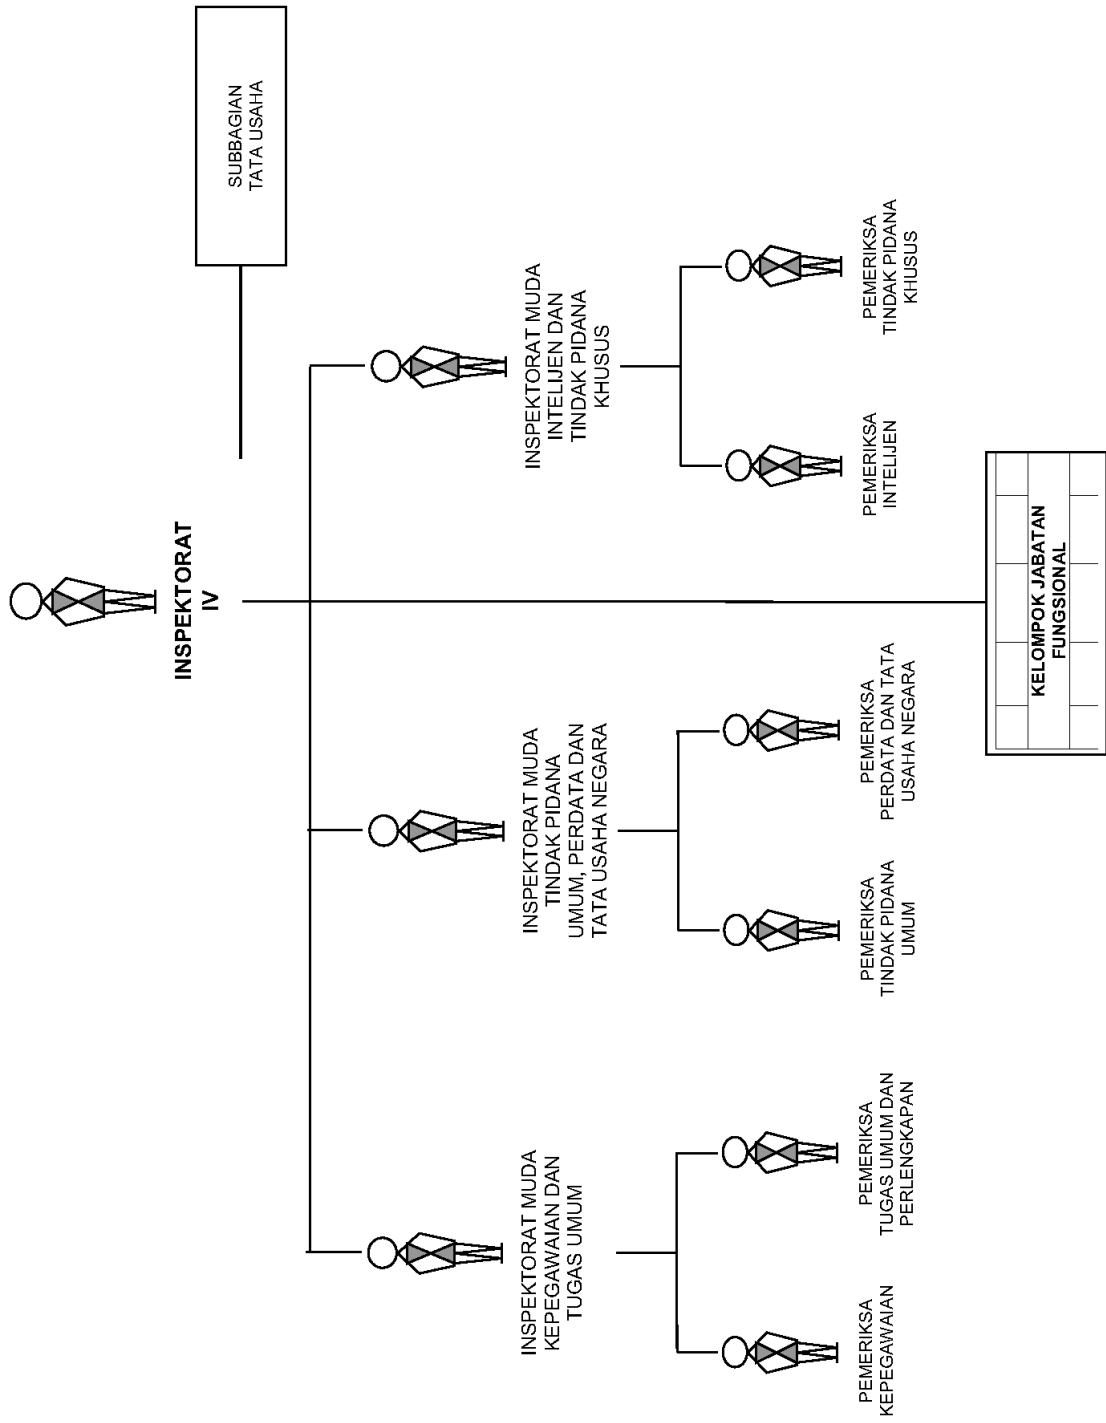 INSPEKTORAT
IV
SUBBAGIAN
TATA USAHA
INSPEKTORAT MUDA
KEPEGAWAIAN DAN
TUGAS UMUM
INSPEKTORAT MUDA
TINDAK PIDANA
UMUM, PERDATA DAN
TATA USAHA NEGARA
INSPEKTORAT MUDA
INTELIJEN DAN
TINDAK PIDANA
KHUSUS
PEMERIKSA
KEPEGAWAIAN
PEMERIKSA
TUGAS UMUM DAN
PERLENGKAPAN
PEMERIKSA
TINDAK PIDANA
UMUM
PEMERIKSA
PERDATA DAN TATA
USAHA NEGARA
PEMERIKSA
INTELIJEN
PEMERIKSA
TINDAK PIDANA
KHUSUS
KELOMPOK JABATAN
FUNGSIONAL